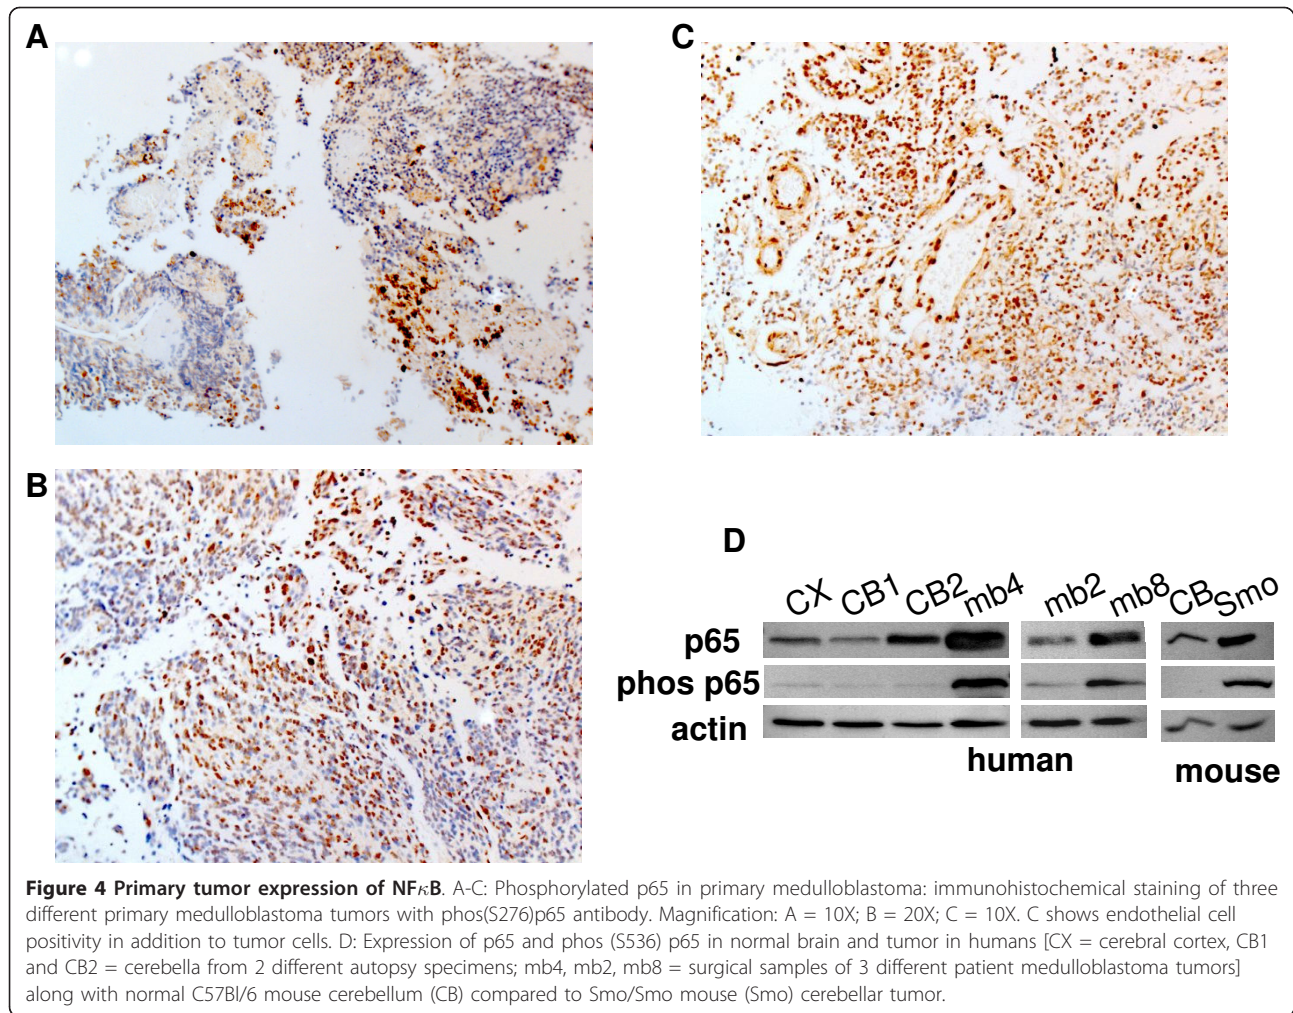 A
C
B
D
CX CB1 CB2 mb4 mb2 mb8 CB Smo
p65
phos p65
actin
human
mouse
Figure 4 Primary tumor expression of NFκB. A-C: Phosphorylated p65 in primary medulloblastoma: immunohistochemical staining of three
different primary medulloblastoma tumors with phos(S276)p65 antibody. Magnification: A = 10X; B = 20X; C = 10X. C shows endothelial cell
positivity in addition to tumor cells. D: Expression of p65 and phos (S536) p65 in normal brain and tumor in humans [CX = cerebral cortex, CB1
and CB2 = cerebella from 2 different autopsy specimens; mb4, mb2, mb8 = surgical samples of 3 different patient medulloblastoma tumors]
along with normal C57Bl/6 mouse cerebellum (CB) compared to Smo/Smo mouse (Smo) cerebellar tumor.